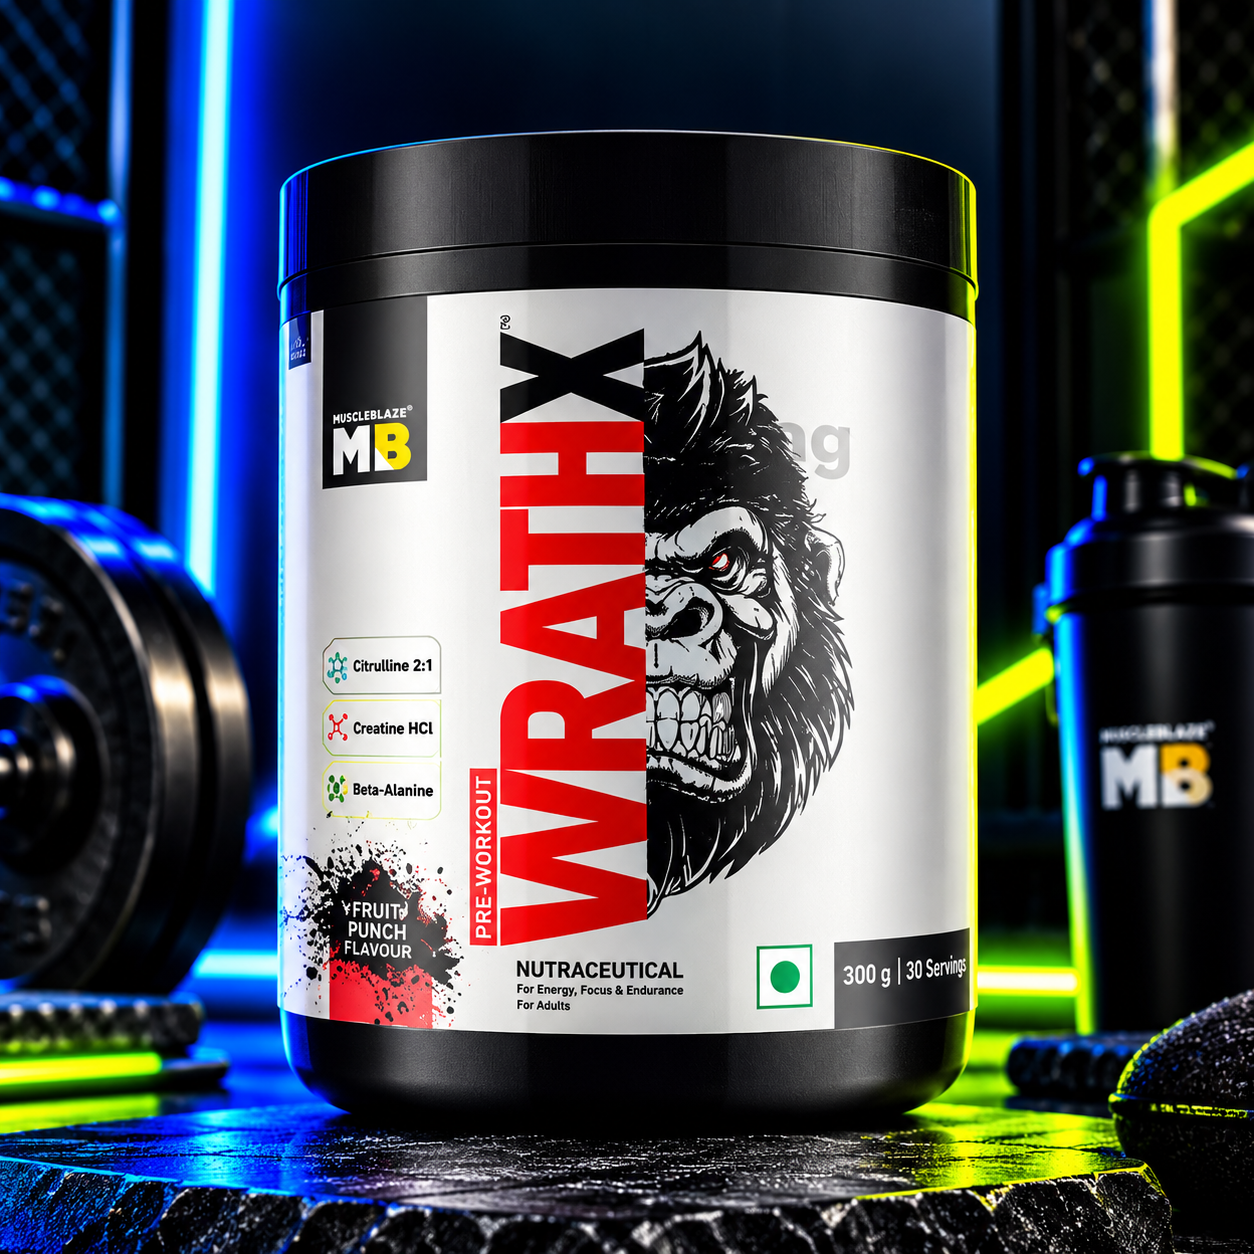 MUSCLEBLAZE®
MB
WRATHX
PRE-WORKOUT
Citrulline 2:1
Creatine HCl
Beta-Alanine
FRUIT
PUNCH
FLAVOUR
NUTRACEUTICAL
For Energy, Focus & Endurance
For Adults
300 g | 30 Servings
MUSCLEBLAZE
MB